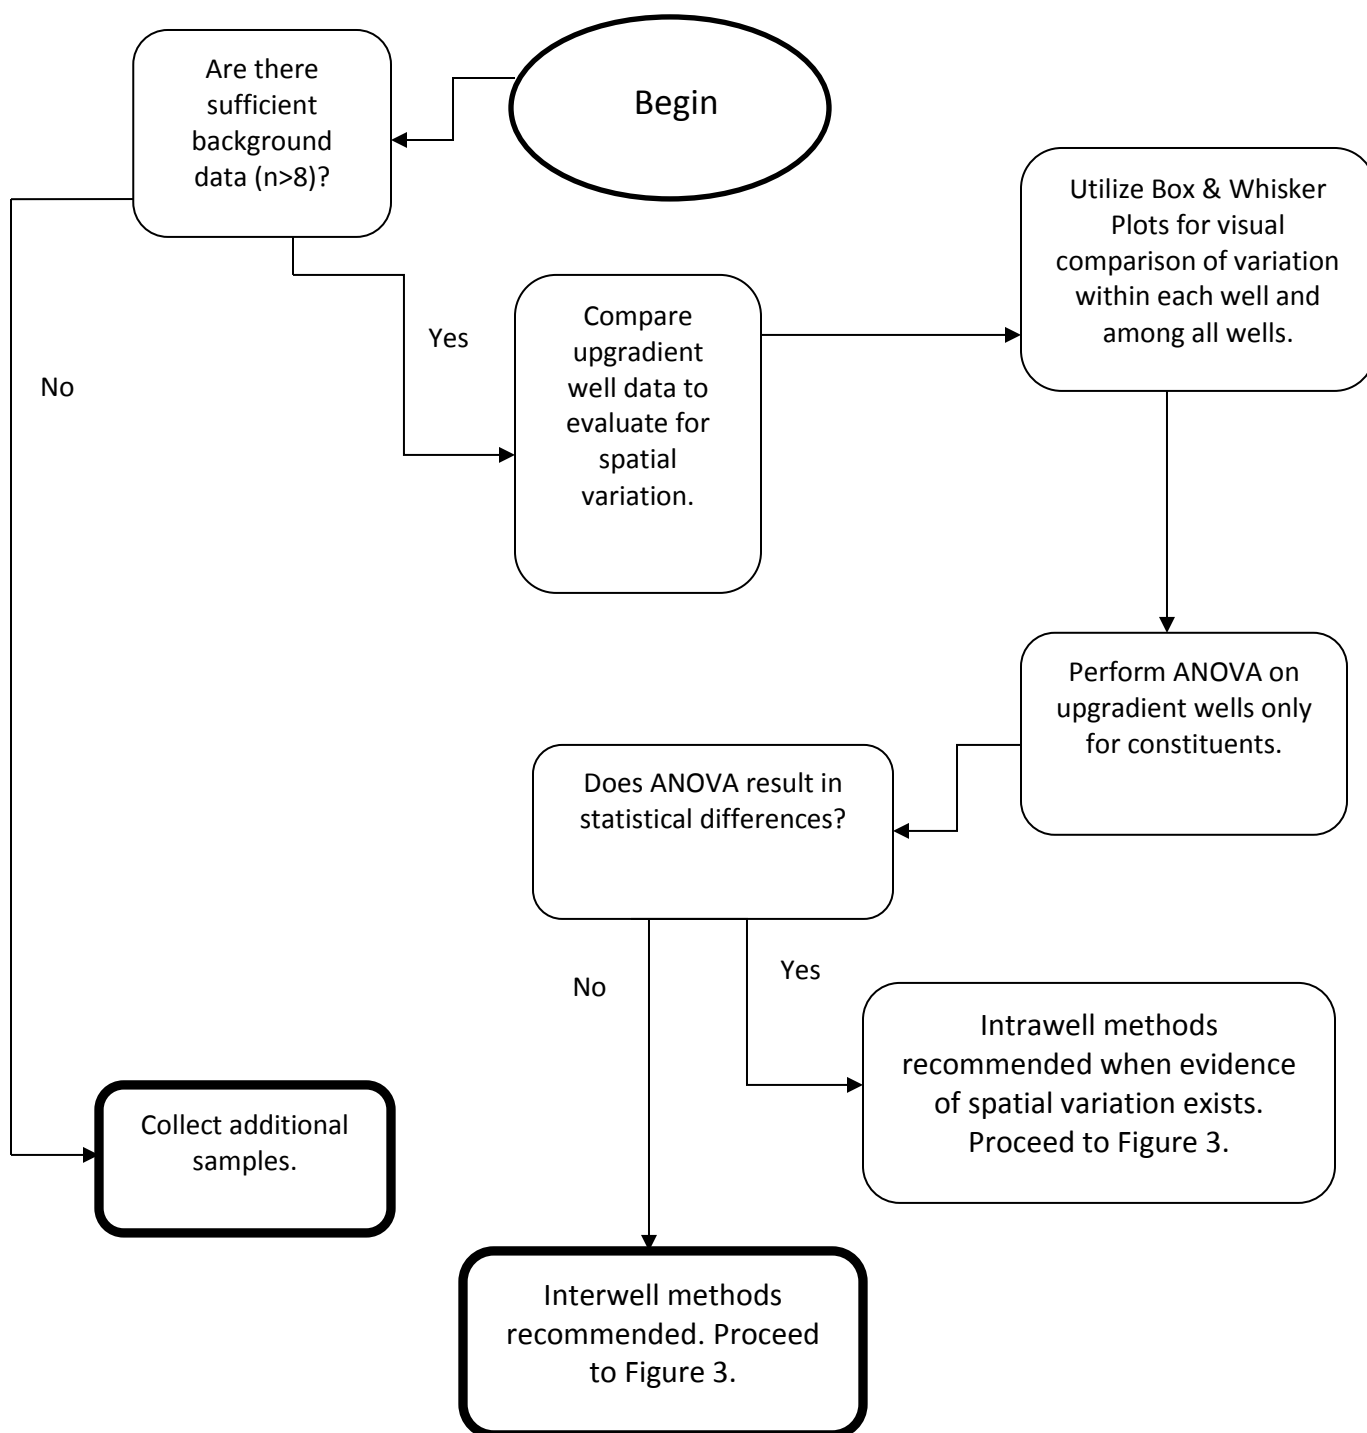 Begin
Are there
sufficient
background
data (n>8)?
Yes
No
Compare
upgradient
well data to
evaluate for
spatial
variation.
Utilize Box & Whisker
Plots for visual
comparison of variation
within each well and
among all wells.
Perform ANOVA on
upgradient wells only
for constituents.
Does ANOVA result in
statistical differences?
No
Yes
Intrawell methods
recommended when evidence
of spatial variation exists.
Proceed to Figure 3.
Collect additional
samples.
Interwell methods
recommended. Proceed
to Figure 3.